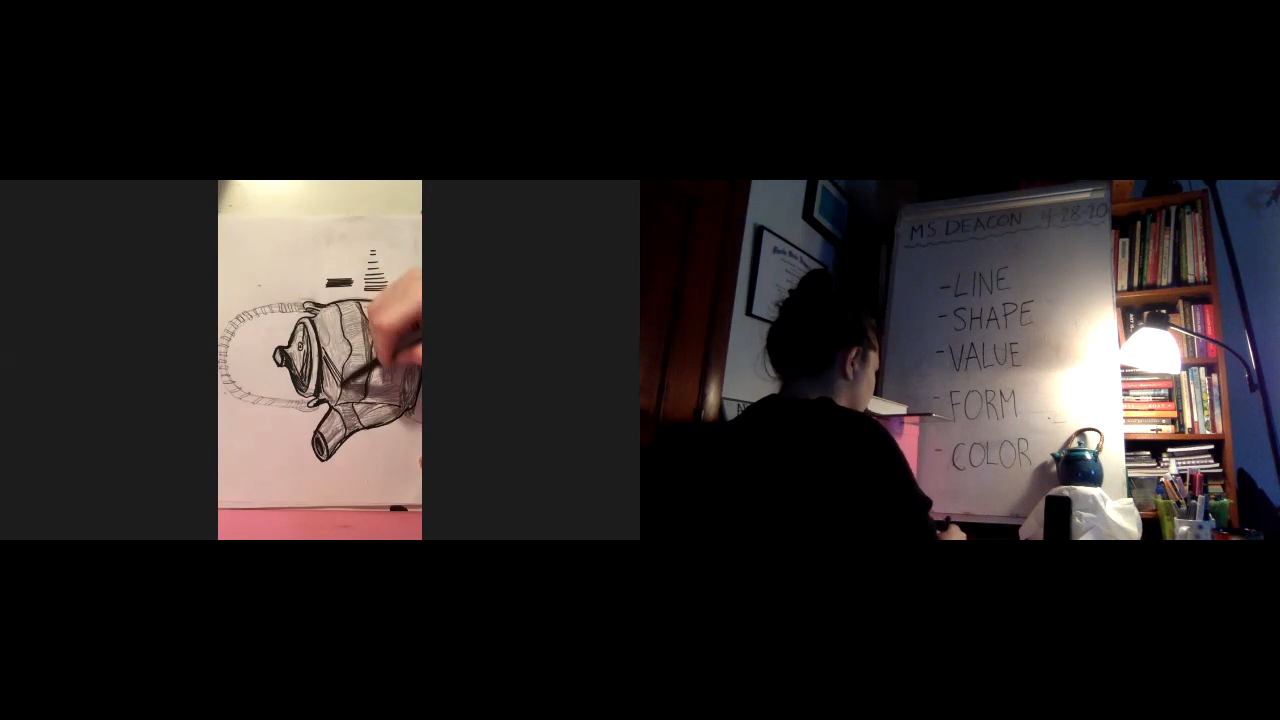 MS DEACON 4-28-20
-LINE
-SHAPE
-VALUE
-FORM
-COLOR